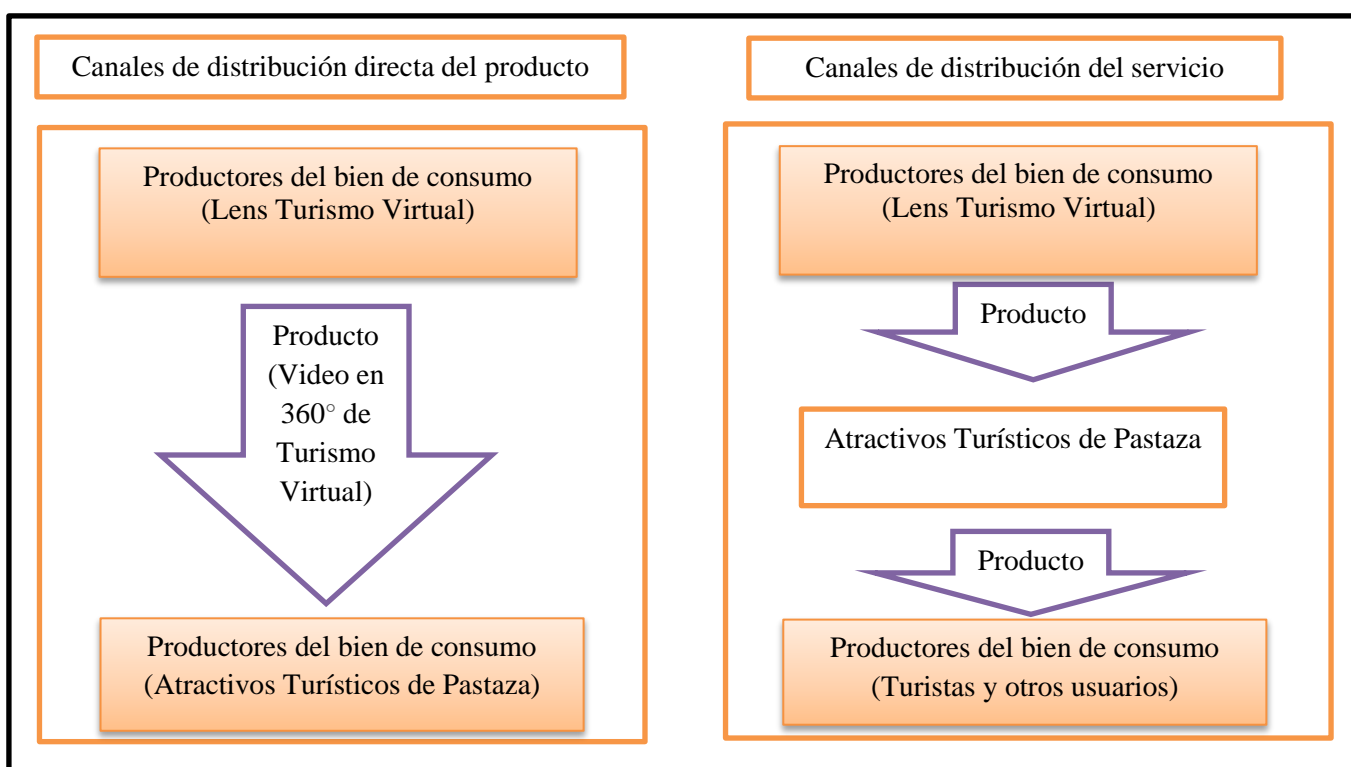 Canales de distribución directa del producto
Productores del bien de consumo
(Lens Turismo Virtual)
Producto
(Video en
360° de
Turismo
Virtual)
Productores del bien de consumo
(Atractivos Turísticos de Pastaza)
Canales de distribución del servicio
Productores del bien de consumo
(Lens Turismo Virtual)
Producto
Atractivos Turísticos de Pastaza
Producto
Productores del bien de consumo
(Turistas y otros usuarios)